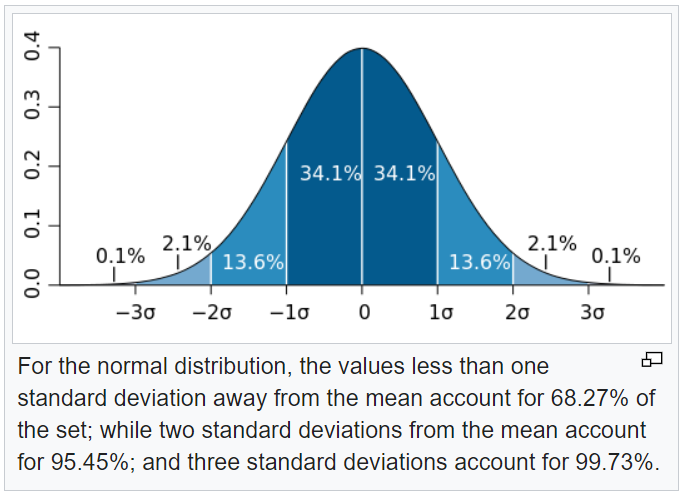 0.4
0.3
0.2
0.1
0.0
34.1% 34.1%
0.1% 2.1% 13.6% 13.6% 2.1% 0.1%
−3σ −2σ −1σ 0 1σ 2σ 3σ
For the normal distribution, the values less than one
standard deviation away from the mean account for 68.27% of
the set; while two standard deviations from the mean account
for 95.45%; and three standard deviations account for 99.73%.